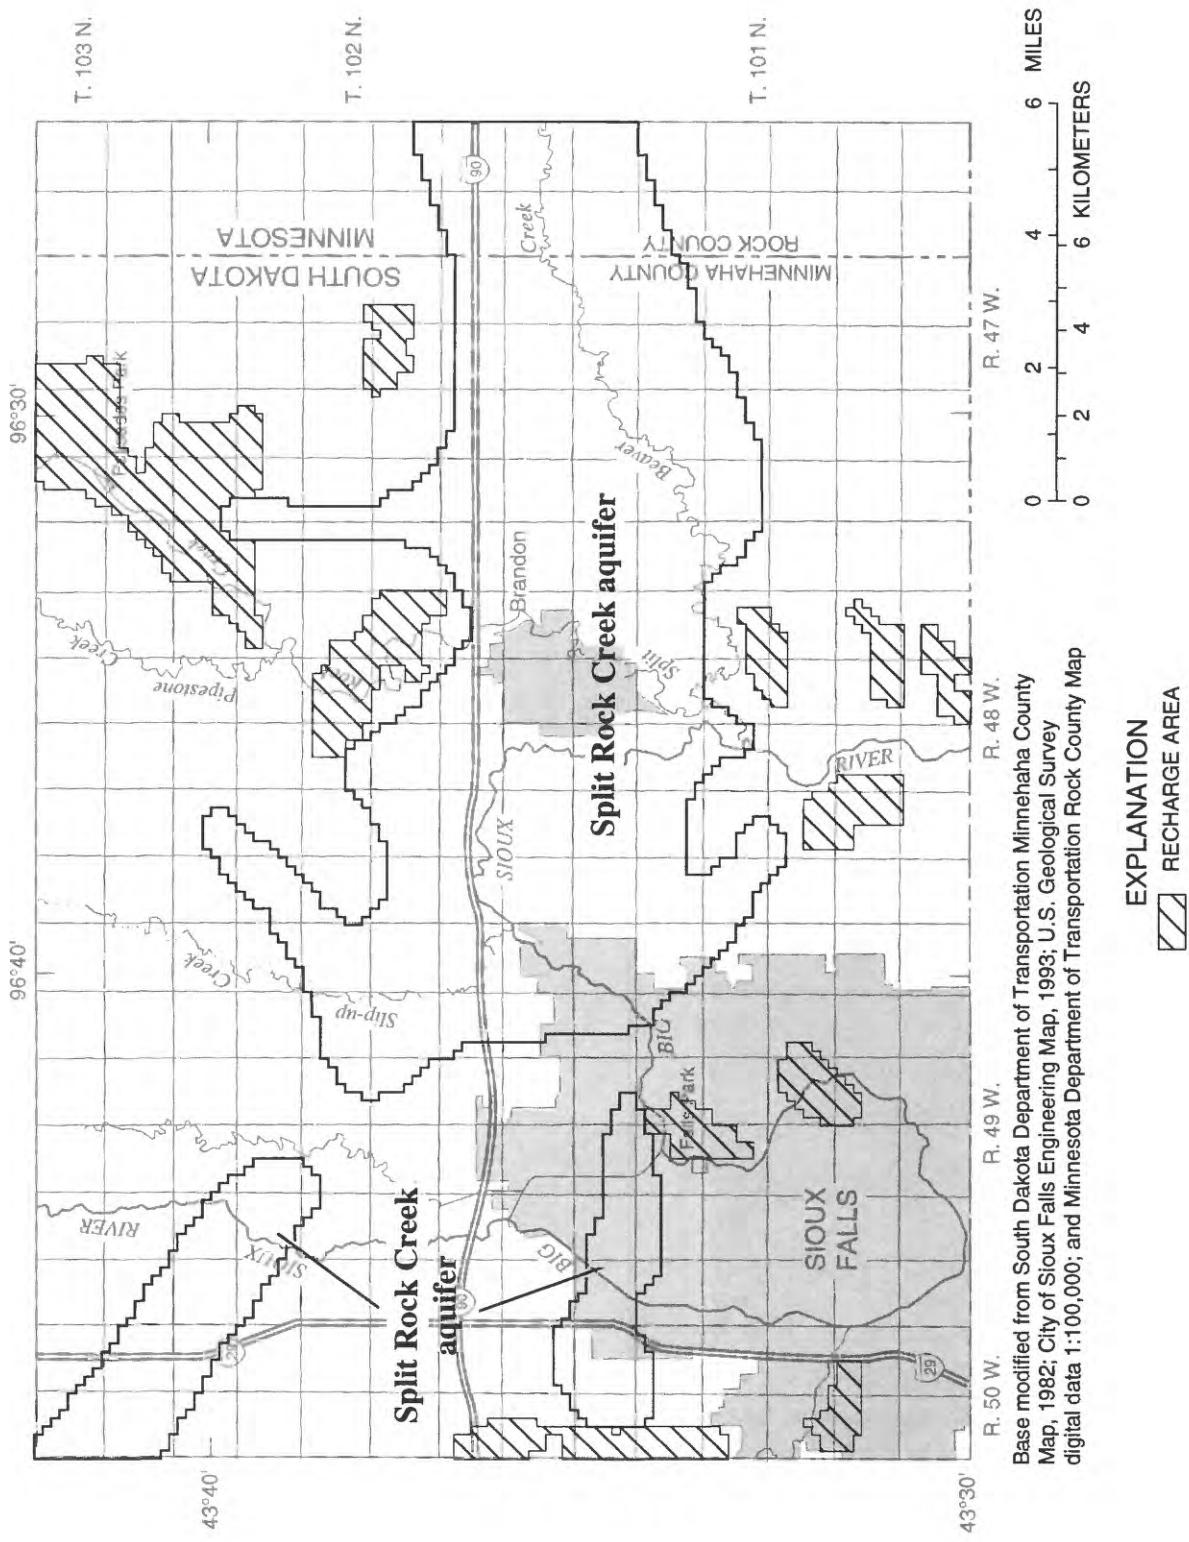 96°40'
96°30'
43°40'
43°30'
T. 103 N.
T. 102 N.
T. 101 N.
R. 50 W.
R. 49 W.
R. 48 W.
R. 47 W.
RIVER
SIOUX
Slip-up
Creek
Pipestone
Creek
Rock
Creek
Palisades Park
SOUTH DAKOTA
MINNESOTA
29
90
Split Rock Creek
aquifer
BIG
SIOUX
Brandon
Split Rock Creek aquifer
Split
Beaver
Creek
90
MINNEHAHA COUNTY
ROCK COUNTY
BIG
Falls Park
SIOUX
FALLS
RIVER
29
Base modified from South Dakota Department of Transportation Minnehaha County
Map, 1982; City of Sioux Falls Engineering Map, 1993; U.S. Geological Survey
digital data 1:100,000; and Minnesota Department of Transportation Rock County Map
0 2 4 6 MILES
0 2 4 6 KILOMETERS
EXPLANATION
RECHARGE AREA